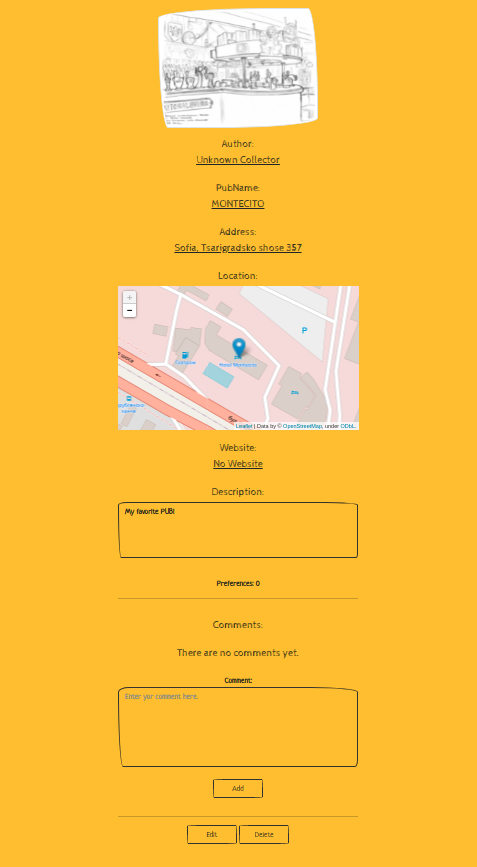 Author:
Unknown Collector
PubName:
MONTECITO
Address:
Sofia, Tsarigradsko shose 357
Location:
+
−
P
Hotel Montecito
Leaflet | Data by © OpenStreetMap, under ODbL.
Website:
No Website
Description:
My favorite PUB!
Preferences: 0
Comments:
There are no comments yet.
Comment:
Enter yor comment here.
Add
Edit
Delete